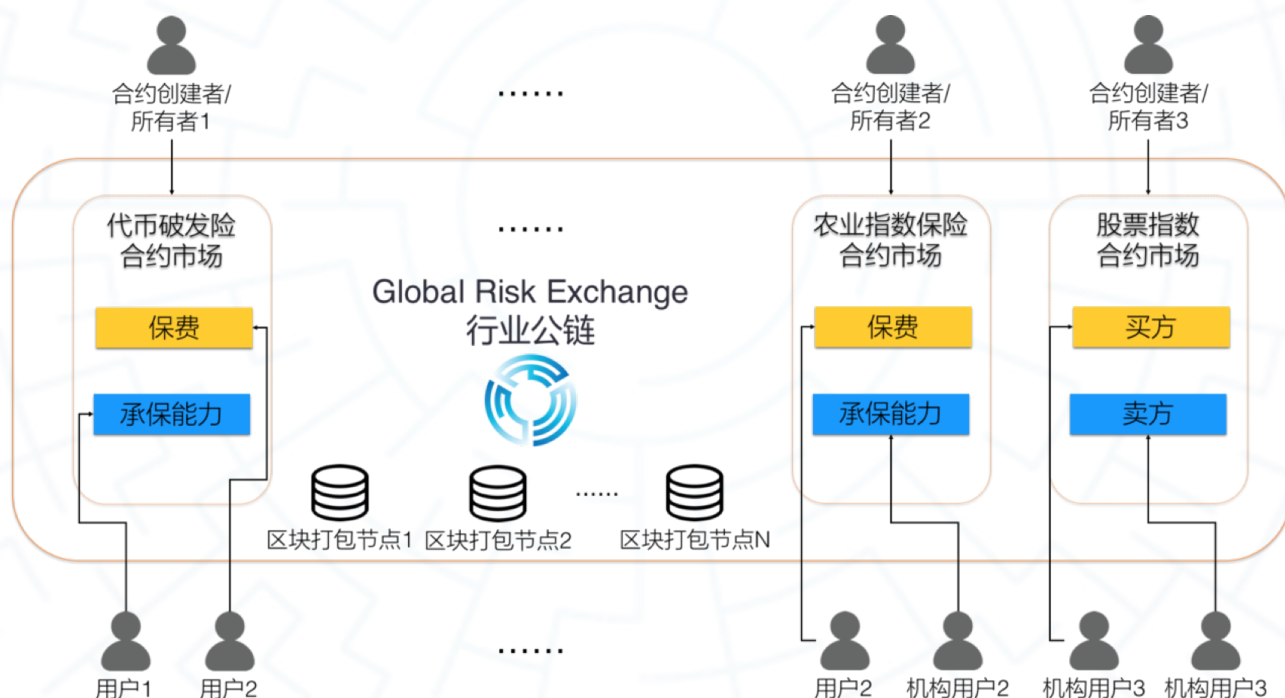 合约创建者/
所有者1
......
合约创建者/
所有者2
合约创建者/
所有者3
代币破发险
合约市场
......
农业指数保险
合约市场
股票指数
合约市场
Global Risk Exchange
行业公链
保费
保费
买方
承保能力
承保能力
卖方
......
区块打包节点1
区块打包节点2
区块打包节点N
......
用户1
用户2
用户2
机构用户2
机构用户3
机构用户3